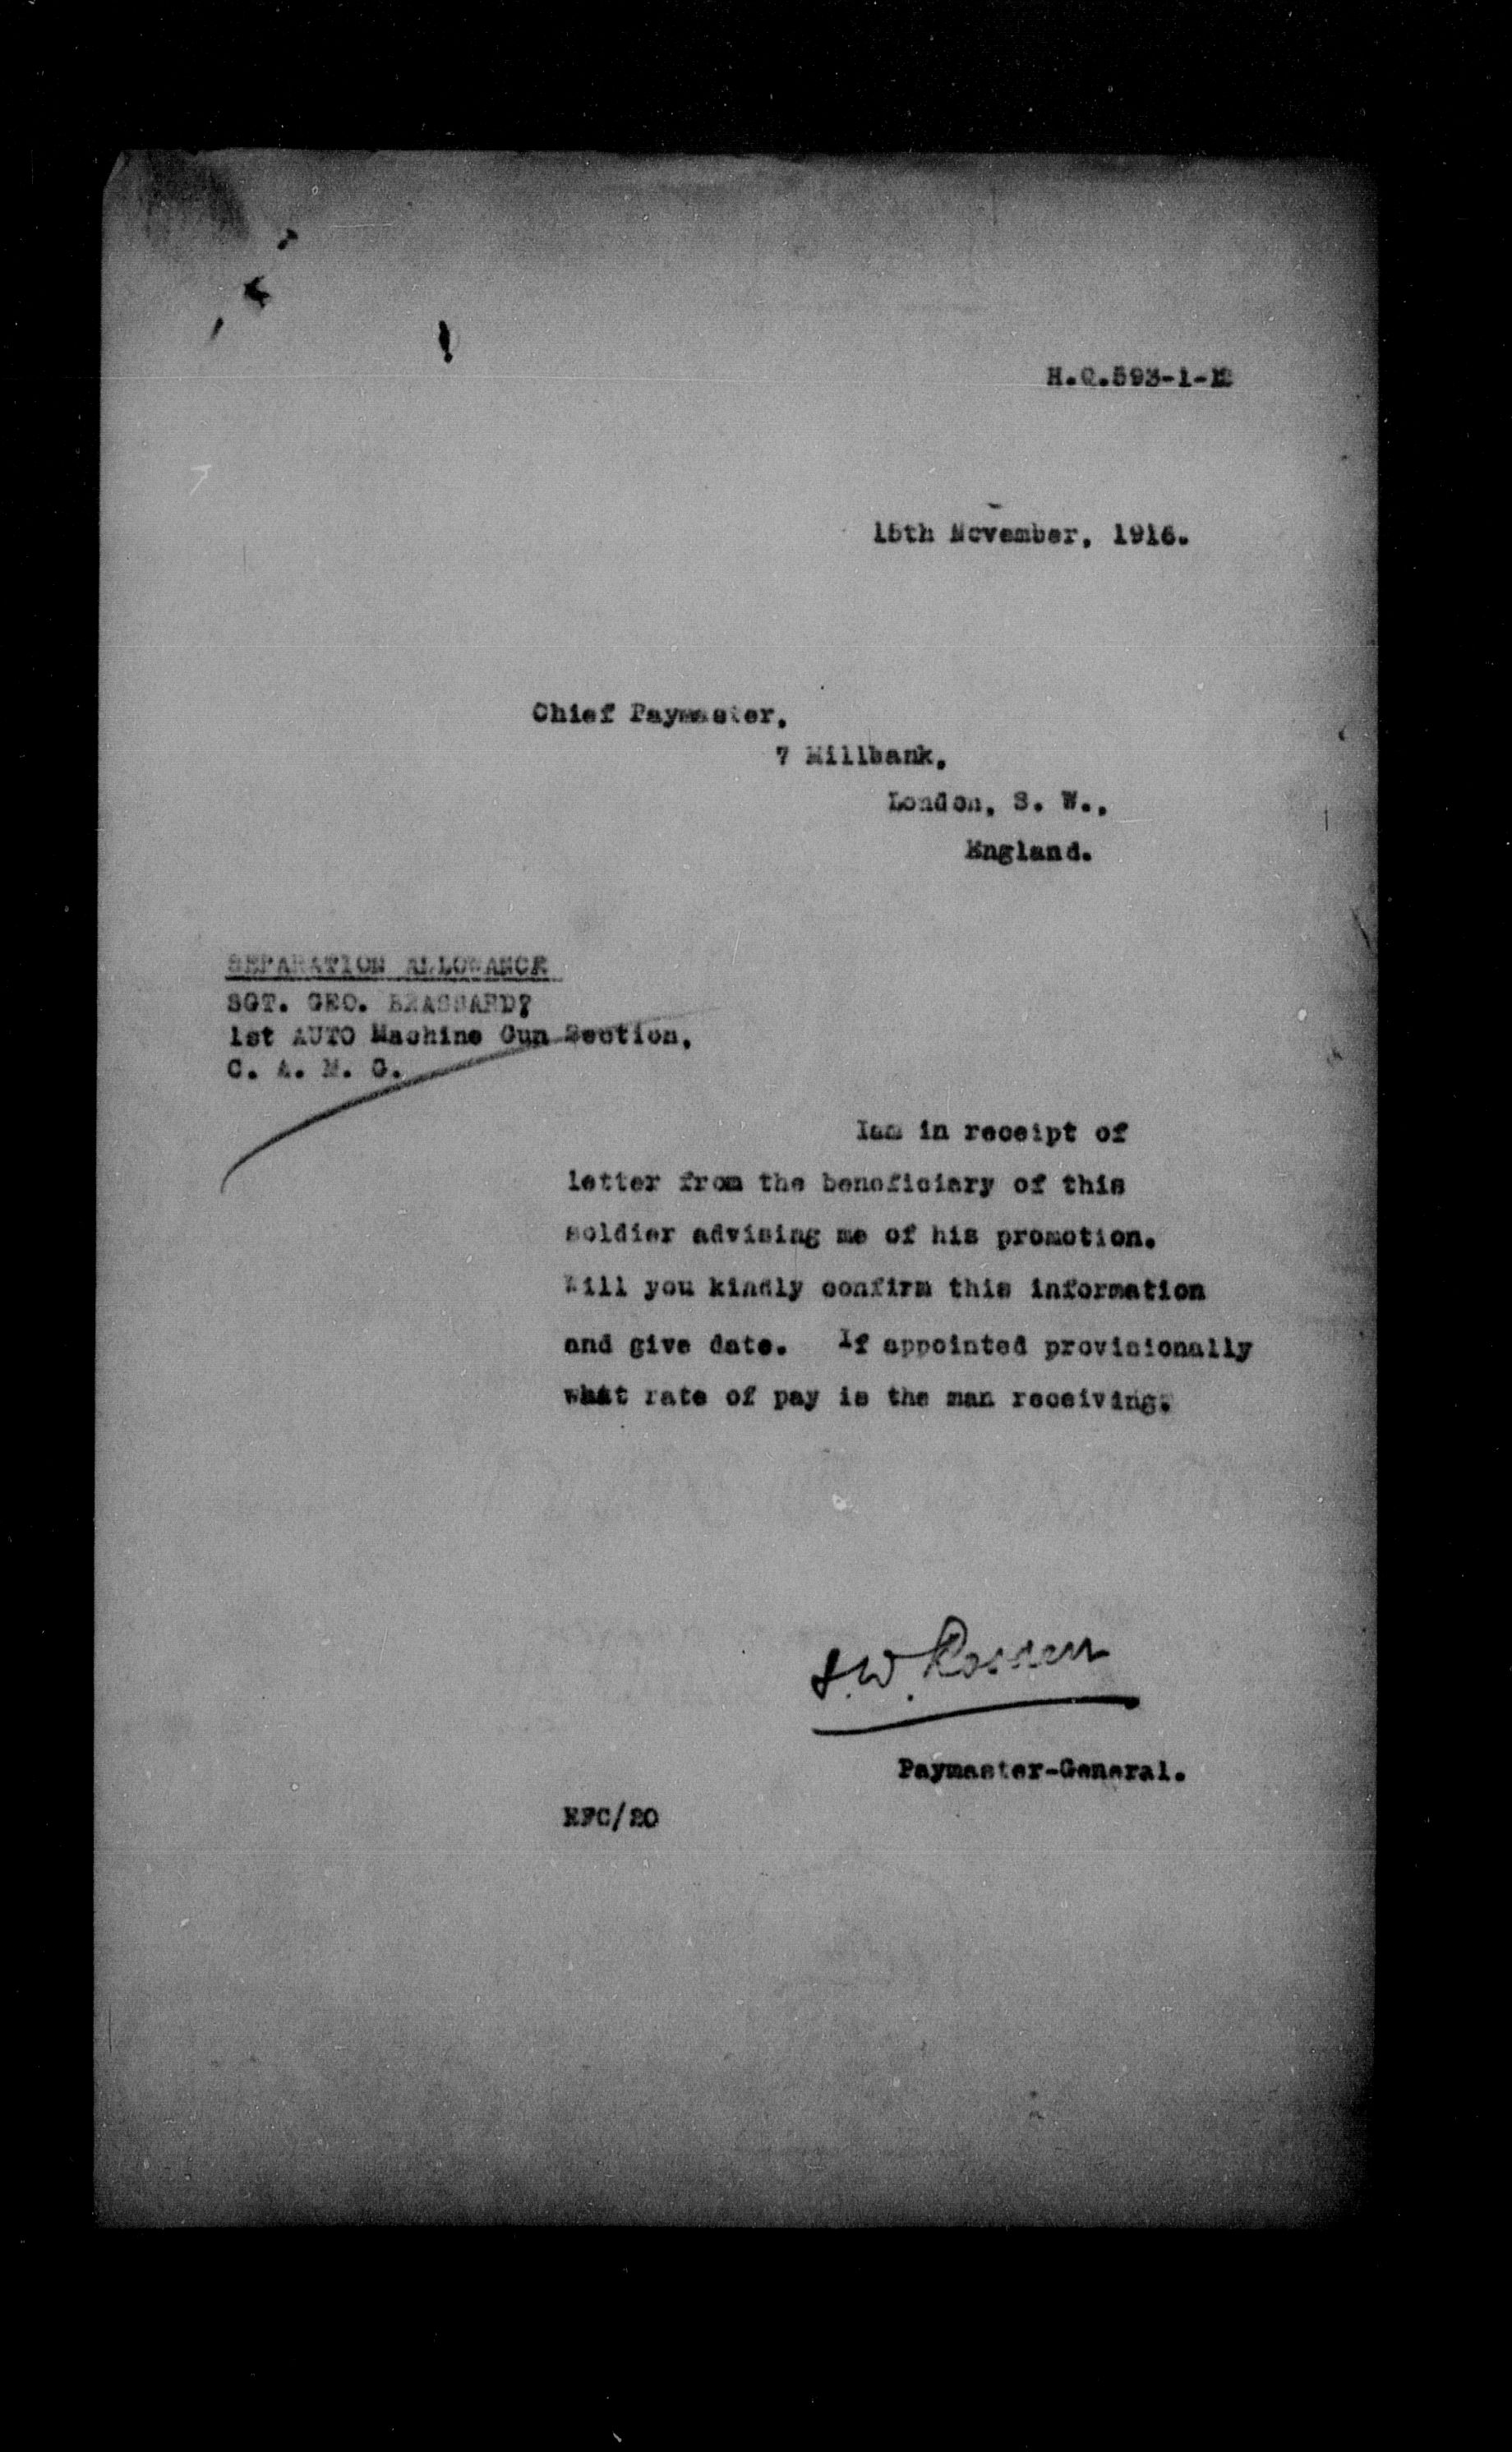 H.Q.593-1-12
15th November, 1916.
Chief Paymaster,
7 Millbank,
London, S. W.,
England.
SEPARATION ALLOWANCE
SGT. GEO. BRASSARD?
1st AUTO Machine Gun Section,
C. A. M. G.
Iam in receipt of
letter from the beneficiary of this
soldier advising me of his promotion.
Will you kindly confirm this information
and give date. If appointed provisionally
what rate of pay is the man receiving.
Paymaster-General.
EFC/20